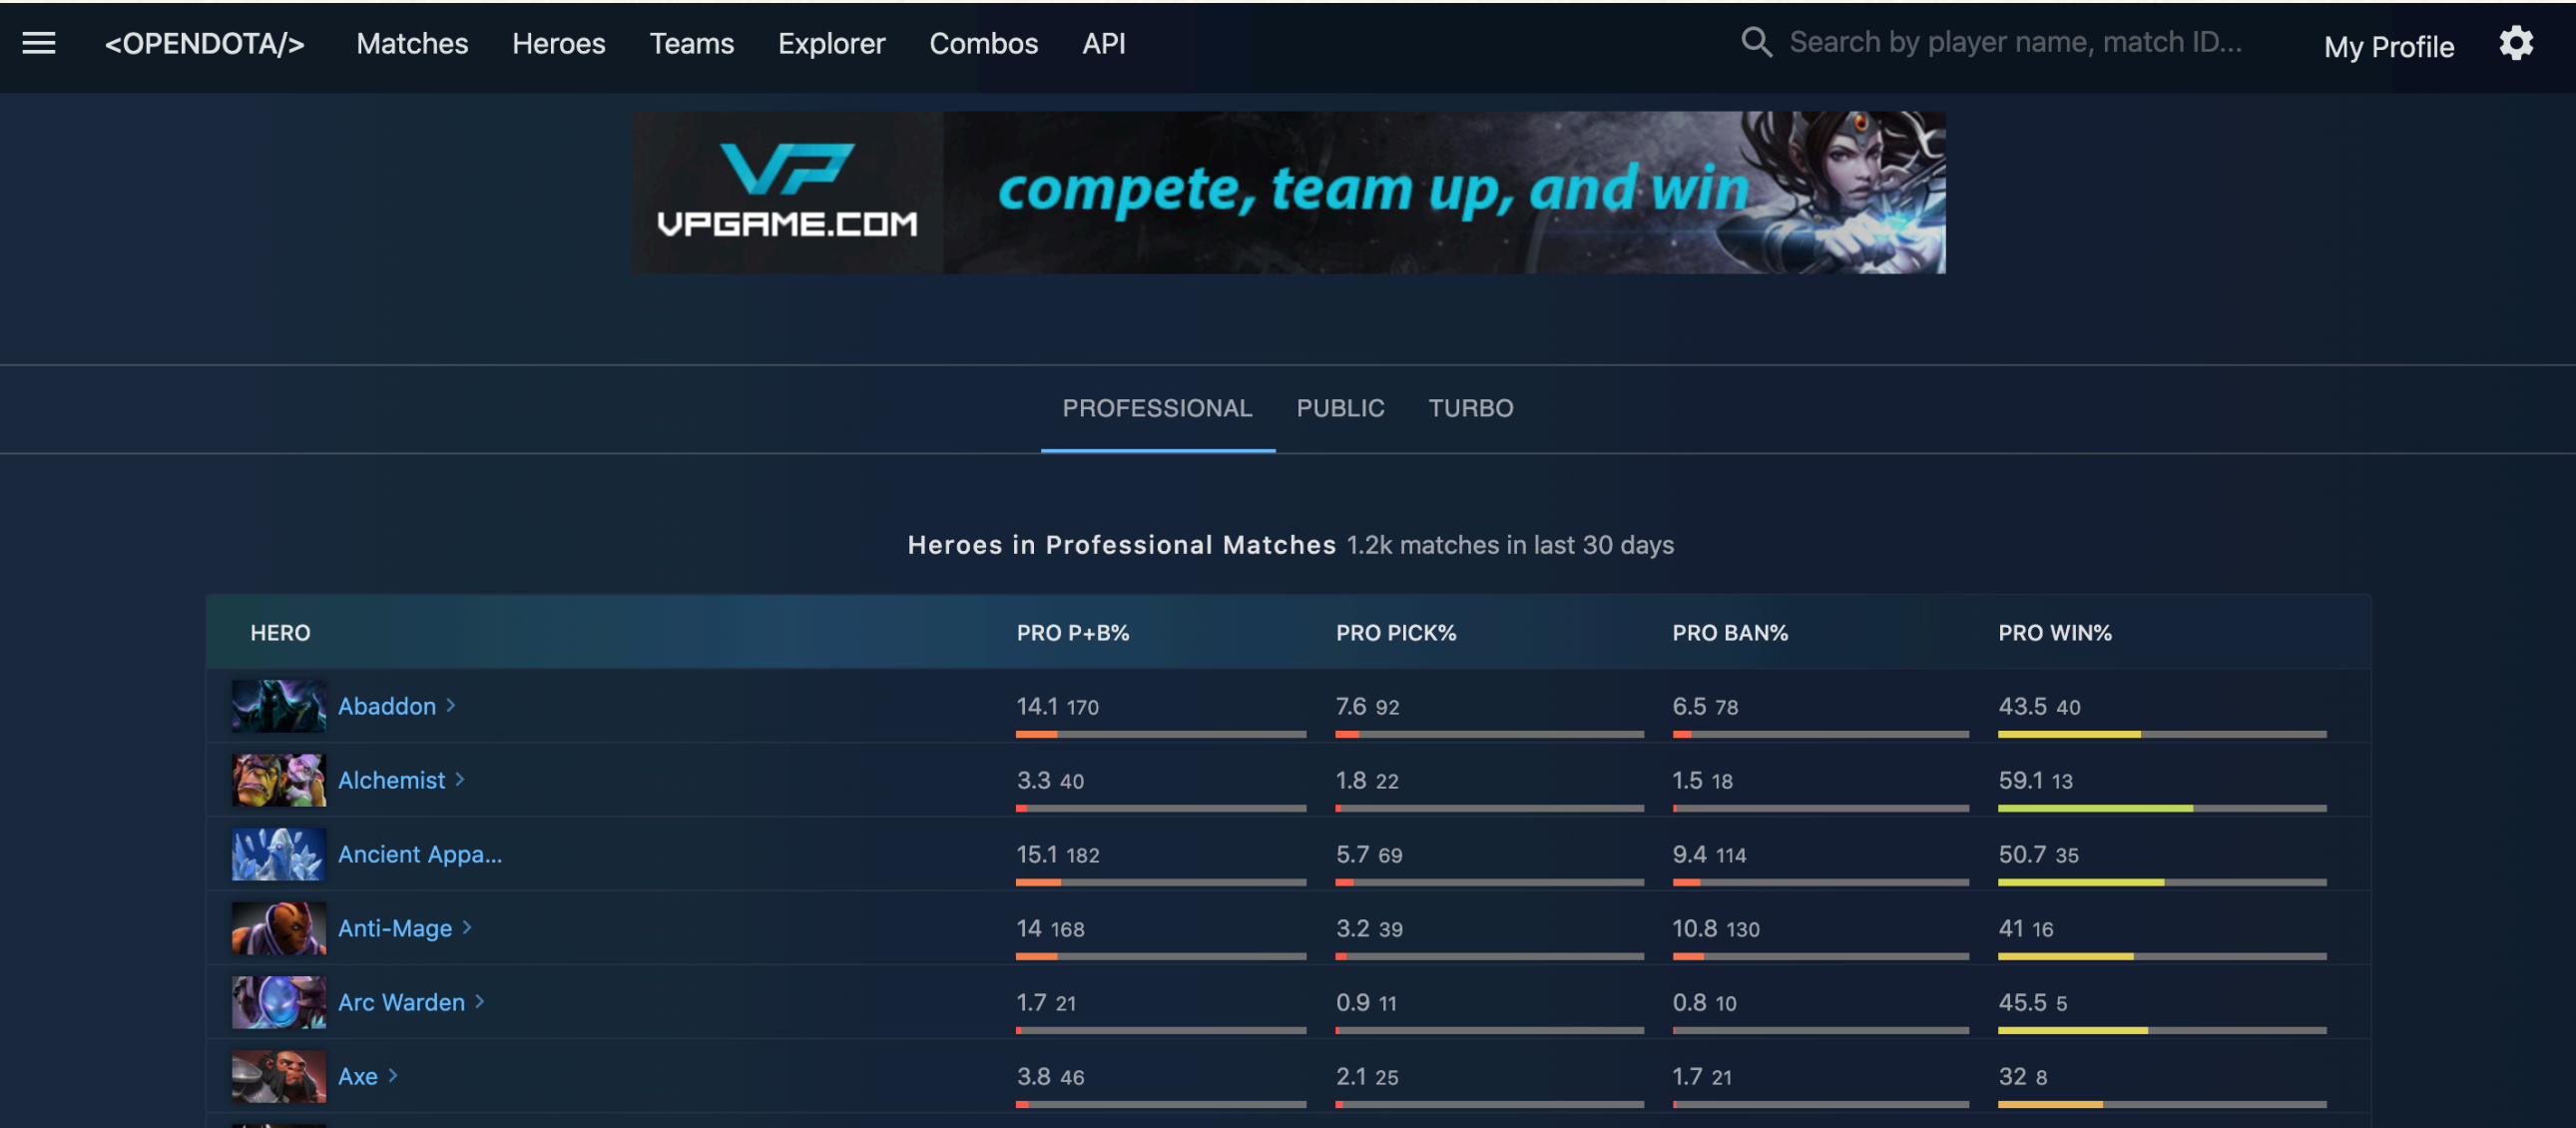 <OPENDOTA/> Matches Heroes Teams Explorer Combos API Search by player name, match ID... My Profile
VP
VPGAME.COM
compete, team up, and win
PROFESSIONAL PUBLIC TURBO
Heroes in Professional Matches 1.2k matches in last 30 days
HERO PRO P+B% PRO PICK% PRO BAN% PRO WIN%
Abaddon 14.1 170 7.6 92 6.5 78 43.5 40
Alchemist 3.3 40 1.8 22 1.5 18 59.1 13
Ancient Appa... 15.1 182 5.7 69 9.4 114 50.7 35
Anti-Mage 14 168 3.2 39 10.8 130 41 16
Arc Warden 1.7 21 0.9 11 0.8 10 45.5 5
Axe 3.8 46 2.1 25 1.7 21 32 8